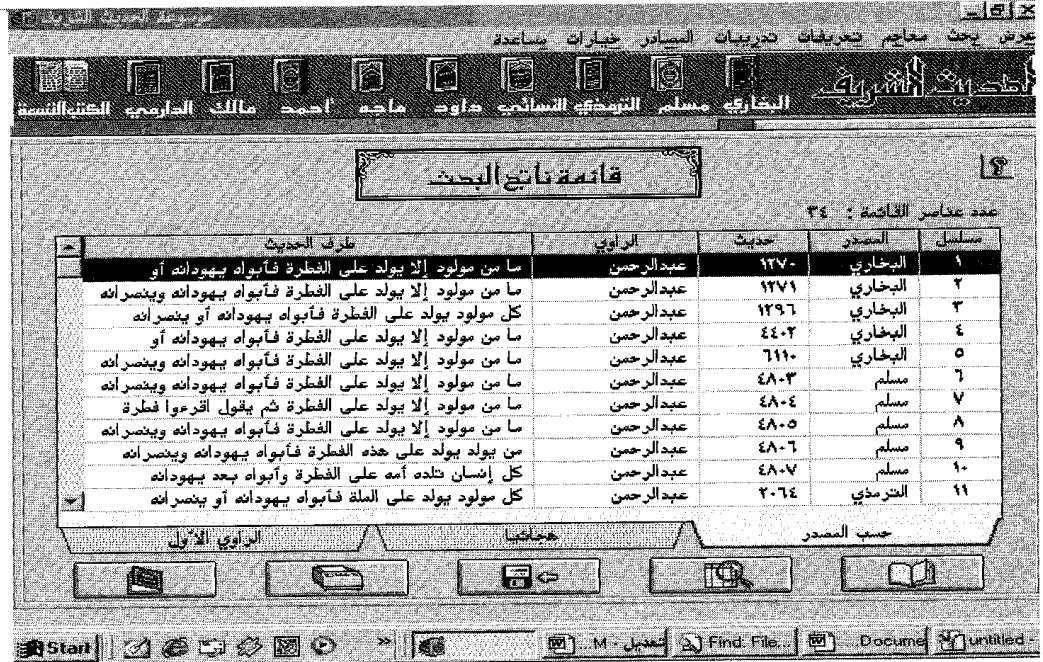 موسوعة الحديث الشريف
عرض بحث معاجم تعريفات تدريبات المصادر خيارات مساعدة
الحديث الشريف
البخاري مسلم الترمذي النسائي داود ماجه أحمد مالك الدارمي الكتب التسعة
قائمة ناتج البحث
عدد عناصر القائمة : ٣٤
مسلسل المصدر حديث الراوي طرف الحديث
١ البخاري ١٢٧٠ عبدالرحمن ما من مولود إلا يولد على الفطرة فأبواه يهودانه أو
٢ البخاري ١٢٧١ عبدالرحمن ما من مولود إلا يولد على الفطرة فأبواه يهودانه وينصرانه
٣ البخاري ١٢٩٦ عبدالرحمن كل مولود يولد على الفطرة فأبواه يهودانه أو ينصرانه
٤ البخاري ٤٤٠٢ عبدالرحمن ما من مولود إلا يولد على الفطرة فأبواه يهودانه أو
٥ البخاري ٦١١٠ عبدالرحمن ما من مولود إلا يولد على الفطرة فأبواه يهودانه وينصرانه
٦ مسلم ٤٨٠٣ عبدالرحمن ما من مولود إلا يولد على الفطرة فأبواه يهودانه وينصرانه
٧ مسلم ٤٨٠٤ عبدالرحمن ما من مولود إلا يولد على الفطرة ثم يقول اقرءوا فطرة
٨ مسلم ٤٨٠٥ عبدالرحمن ما من مولود إلا يولد على الفطرة فأبواه يهودانه وينصرانه
٩ مسلم ٤٨٠٦ عبدالرحمن من يولد يولد على هذه الفطرة فأبواه يهودانه وينصرانه
١٠ مسلم ٤٨٠٧ عبدالرحمن كل إنسان تلده أمه على الفطرة وأبواه بعد يهودانه
١١ الترمذي ٢٠٦٤ عبدالرحمن كل مولود يولد على الملة فأبواه يهودانه أو ينصرانه
حسب المصدر هجائيا الراوي الأول
Start M - تعديل Find: File... Docume... untitled -